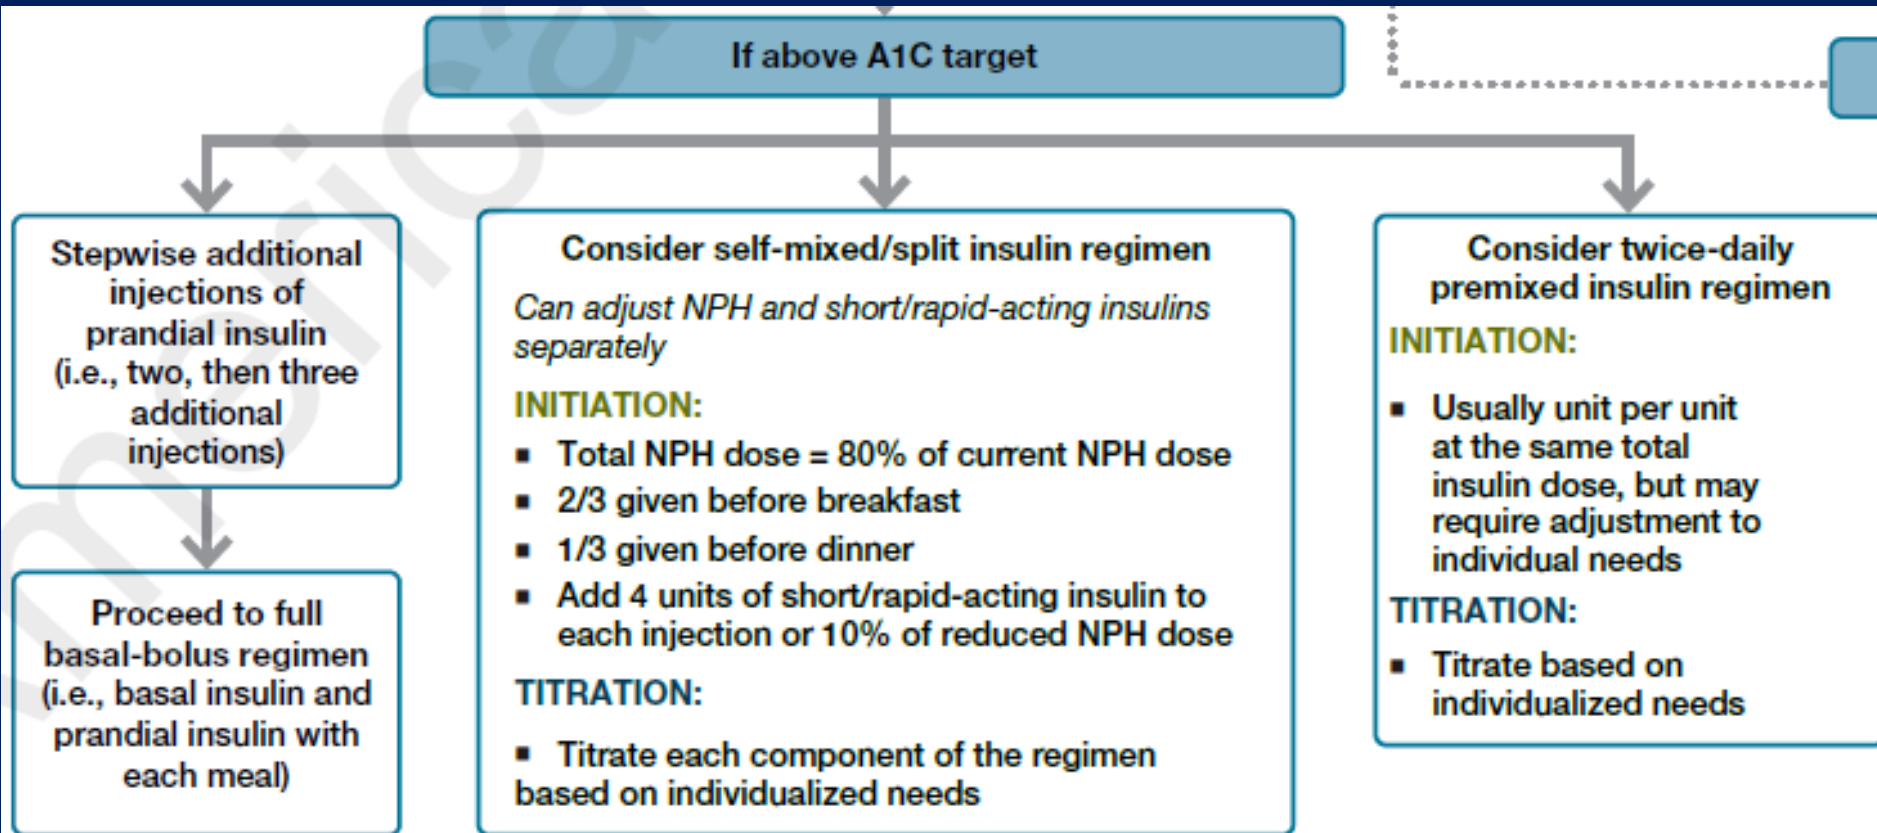 If above A1C target
Stepwise additional
injections of
prandial insulin
(i.e., two, then three
additional
injections)
Proceed to full
basal-bolus regimen
(i.e., basal insulin and
prandial insulin with
each meal)
Consider self-mixed/split insulin regimen
Can adjust NPH and short/rapid-acting insulins
separately
INITIATION:
▪ Total NPH dose = 80% of current NPH dose
▪ 2/3 given before breakfast
▪ 1/3 given before dinner
▪ Add 4 units of short/rapid-acting insulin to
each injection or 10% of reduced NPH dose
TITRATION:
▪ Titrate each component of the regimen
based on individualized needs
Consider twice-daily
premixed insulin regimen
INITIATION:
▪ Usually unit per unit
at the same total
insulin dose, but may
require adjustment to
individual needs
TITRATION:
▪ Titrate based on
individualized needs
merica